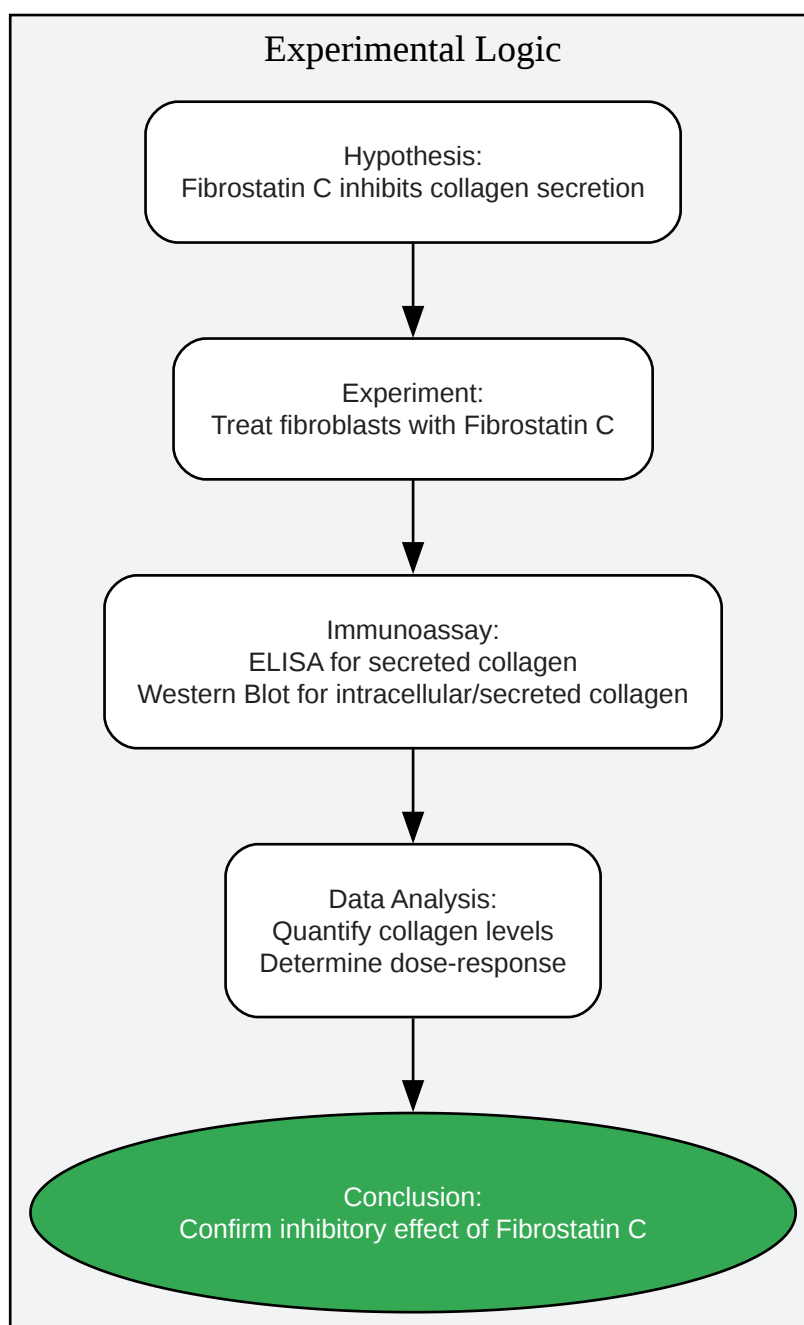 Experimental Logic
Hypothesis:
Fibrostatin C inhibits collagen secretion
Experiment:
Treat fibroblasts with Fibrostatin C
Immunoassay:
ELISA for secreted collagen
Western Blot for intracellular/secreted collagen
Data Analysis:
Quantify collagen levels
Determine dose-response
Conclusion:
Confirm inhibitory effect of Fibrostatin C